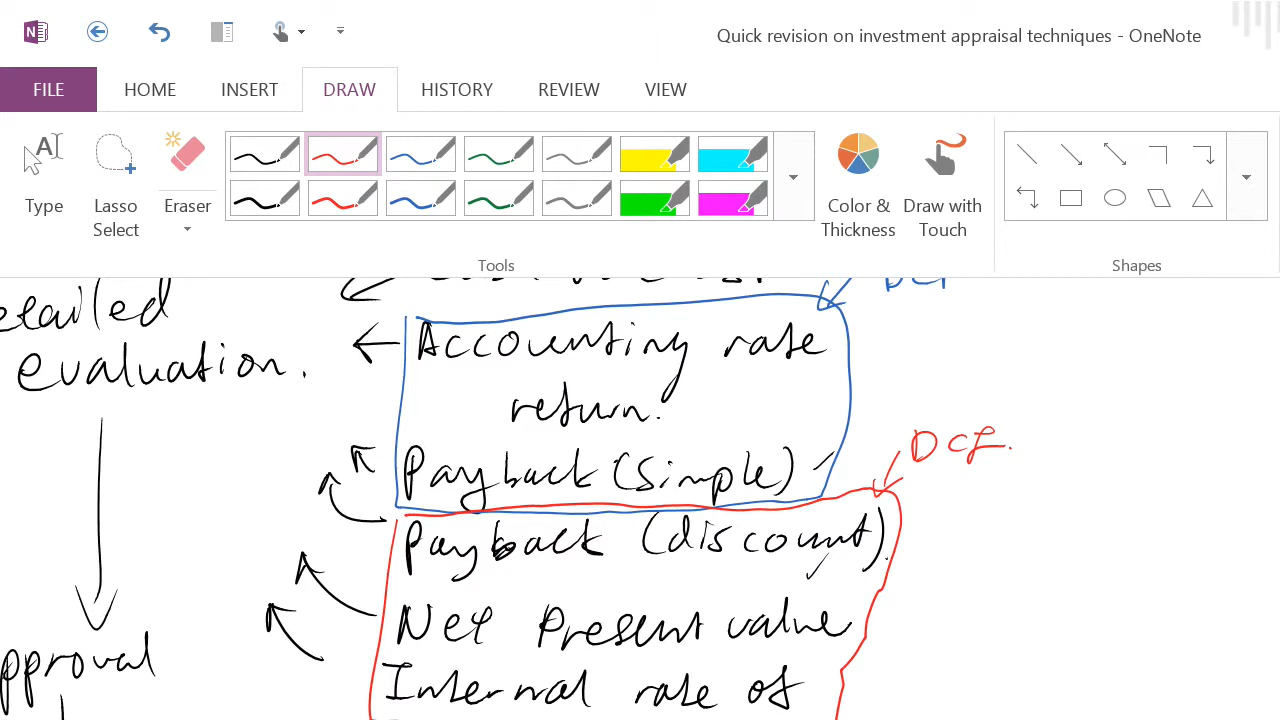 Quick revision on investment appraisal techniques - OneNote
FILE HOME INSERT DRAW HISTORY REVIEW VIEW
Type
Lasso Select
Eraser
Color & Thickness
Draw with Touch
Tools
Shapes
etailed
evaluation.
Accounting rate
return.
Payback (simple)
DCF.
Payback (discount).
Net Present value
pproval
Internal rate of